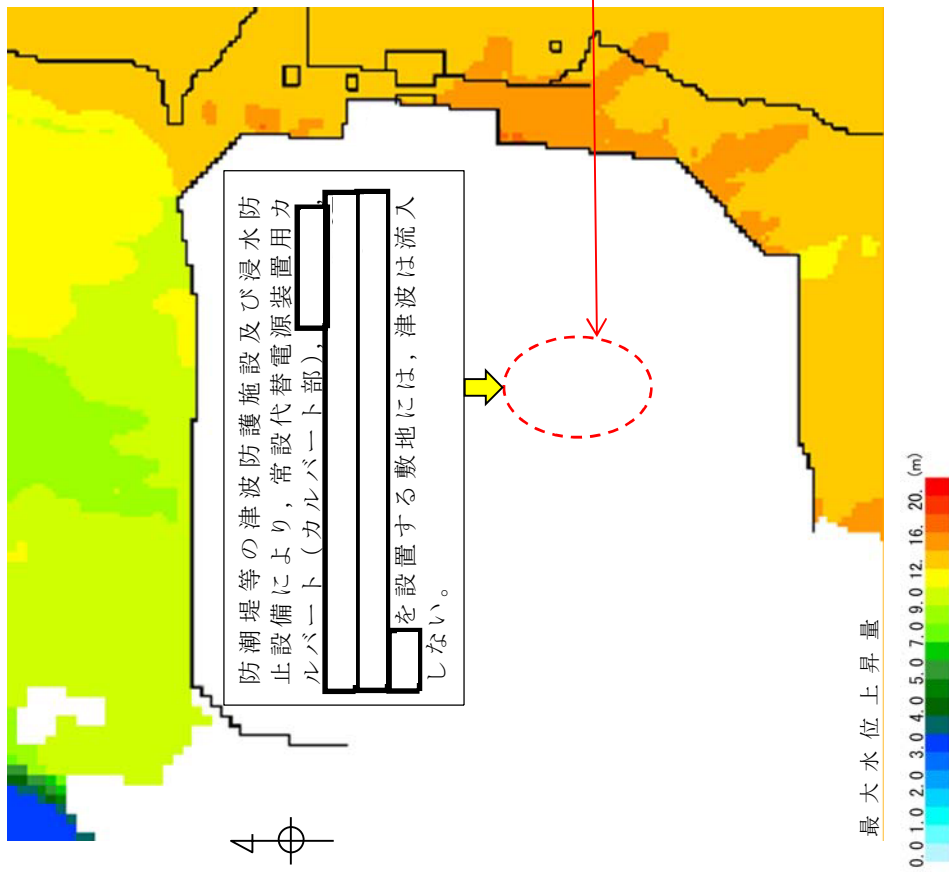 防潮堤等の津波防護施設及び浸水防
止設備により，常設代替電源装置用カ
ルバート（カルバート部），
を設置する敷地には，津波は流入
しない。
最大水位上昇量
0.0 1.0 2.0 3.0 4.0 5.0 7.0 9.0 12. 16. 20. (m)